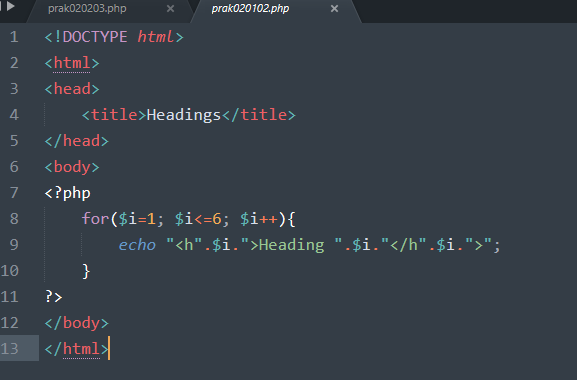 prak020203.php × prak020102.php ×
1 <!DOCTYPE html>
2 <html>
3 <head>
4     <title>Headings</title>
5 </head>
6 <body>
7 <?php
8     for($i=1; $i<=6; $i++){
9         echo "<h".$i.">Heading ".$i."</h".$i.">";
10     }
11 ?>
12 </body>
13 </html>